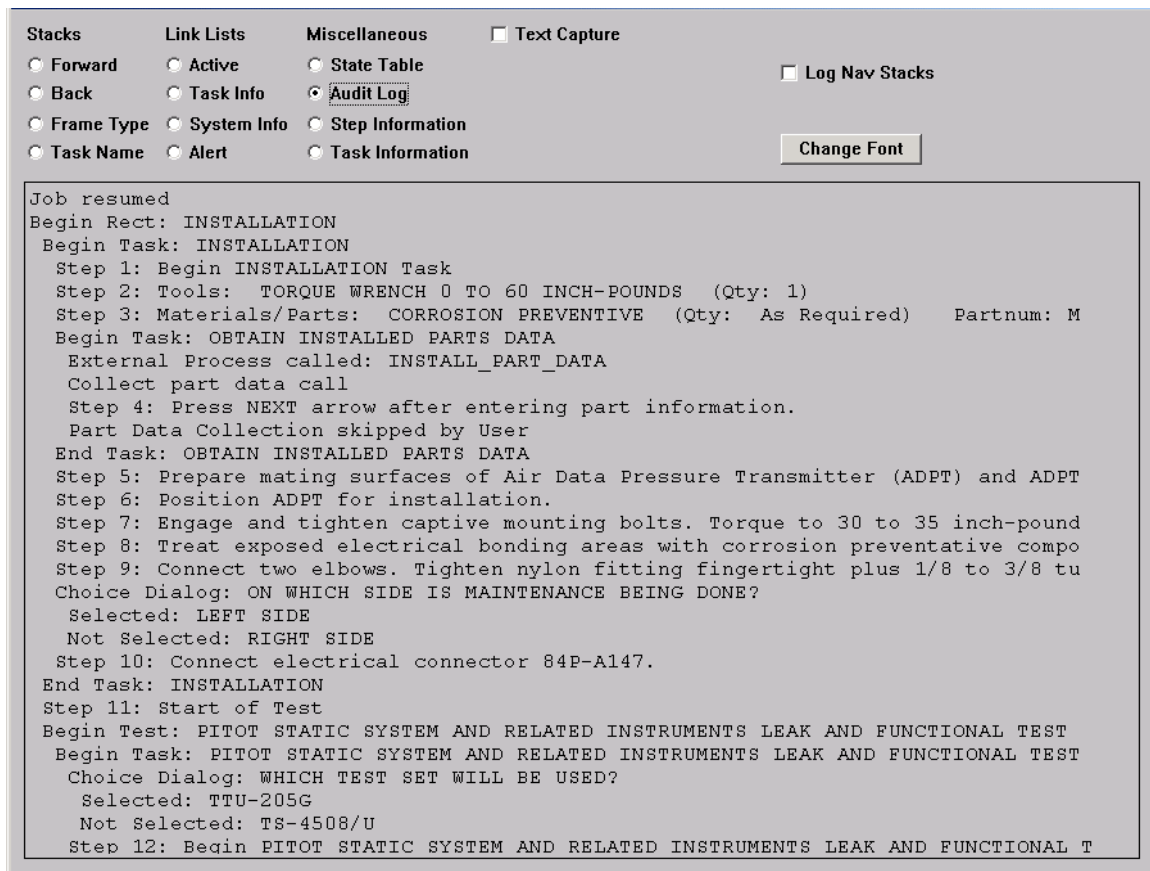 Stacks Link Lists Miscellaneous Text Capture
Forward Active State Table Log Nav Stacks
Back Task Info Audit Log
Frame Type System Info Step Information
Task Name Alert Task Information Change Font
Job resumed
Begin Rect: INSTALLATION
Begin Task: INSTALLATION
Step 1: Begin INSTALLATION Task
Step 2: Tools: TORQUE WRENCH 0 TO 60 INCH-POUNDS (Qty: 1)
Step 3: Materials/Parts: CORROSION PREVENTIVE (Qty: As Required) Partnum: M
Begin Task: OBTAIN INSTALLED PARTS DATA
External Process called: INSTALL_PART_DATA
Collect part data call
Step 4: Press NEXT arrow after entering part information.
Part Data Collection skipped by User
End Task: OBTAIN INSTALLED PARTS DATA
Step 5: Prepare mating surfaces of Air Data Pressure Transmitter (ADPT) and ADPT
Step 6: Position ADPT for installation.
Step 7: Engage and tighten captive mounting bolts. Torque to 30 to 35 inch-pound
Step 8: Treat exposed electrical bonding areas with corrosion preventative compo
Step 9: Connect two elbows. Tighten nylon fitting fingertight plus 1/8 to 3/8 tu
Choice Dialog: ON WHICH SIDE IS MAINTENANCE BEING DONE?
Selected: LEFT SIDE
Not Selected: RIGHT SIDE
Step 10: Connect electrical connector 84P-A147.
End Task: INSTALLATION
Step 11: Start of Test
Begin Test: PITOT STATIC SYSTEM AND RELATED INSTRUMENTS LEAK AND FUNCTIONAL TEST
Begin Task: PITOT STATIC SYSTEM AND RELATED INSTRUMENTS LEAK AND FUNCTIONAL TEST
Choice Dialog: WHICH TEST SET WILL BE USED?
Selected: TTU-205G
Not Selected: TS-4508/U
Step 12: Begin PITOT STATIC SYSTEM AND RELATED INSTRUMENTS LEAK AND FUNCTIONAL T